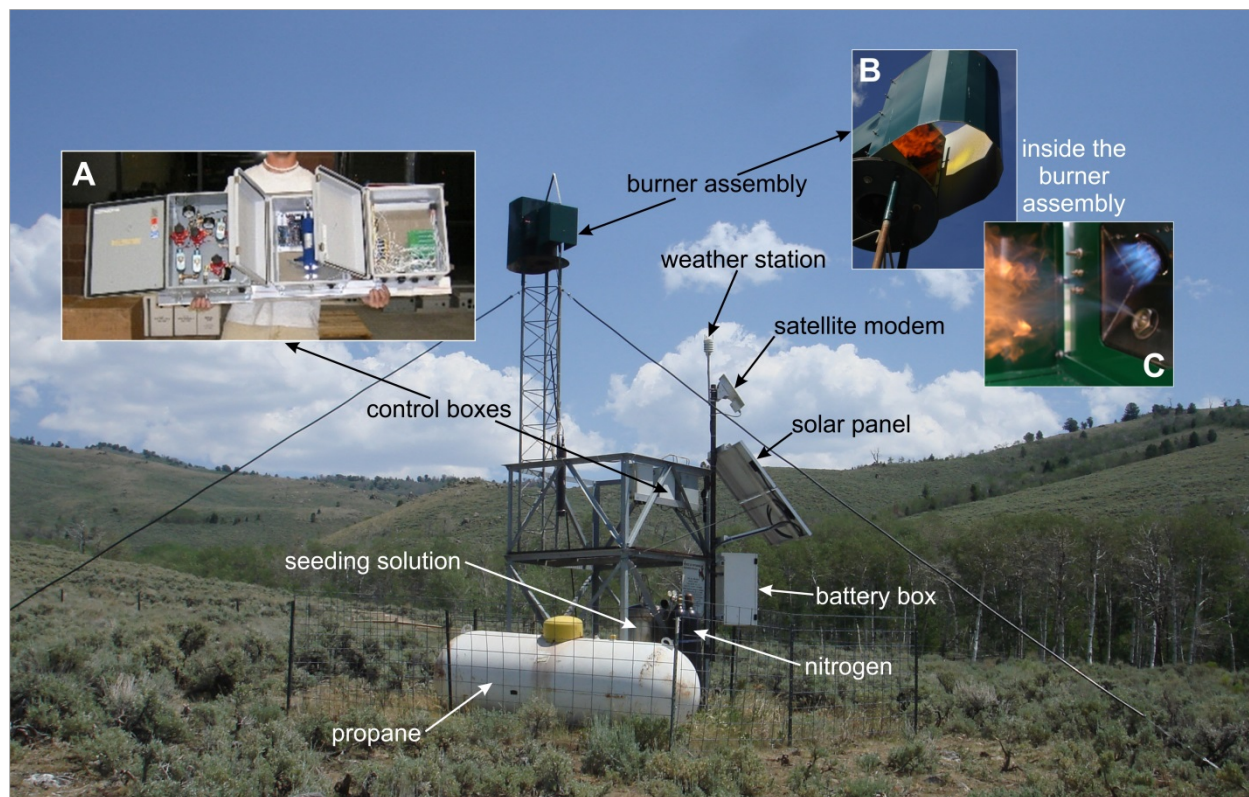 A
B
burner assembly
inside the
burner
assembly
weather station
satellite modem
C
control boxes
solar panel
seeding solution
battery box
nitrogen
propane